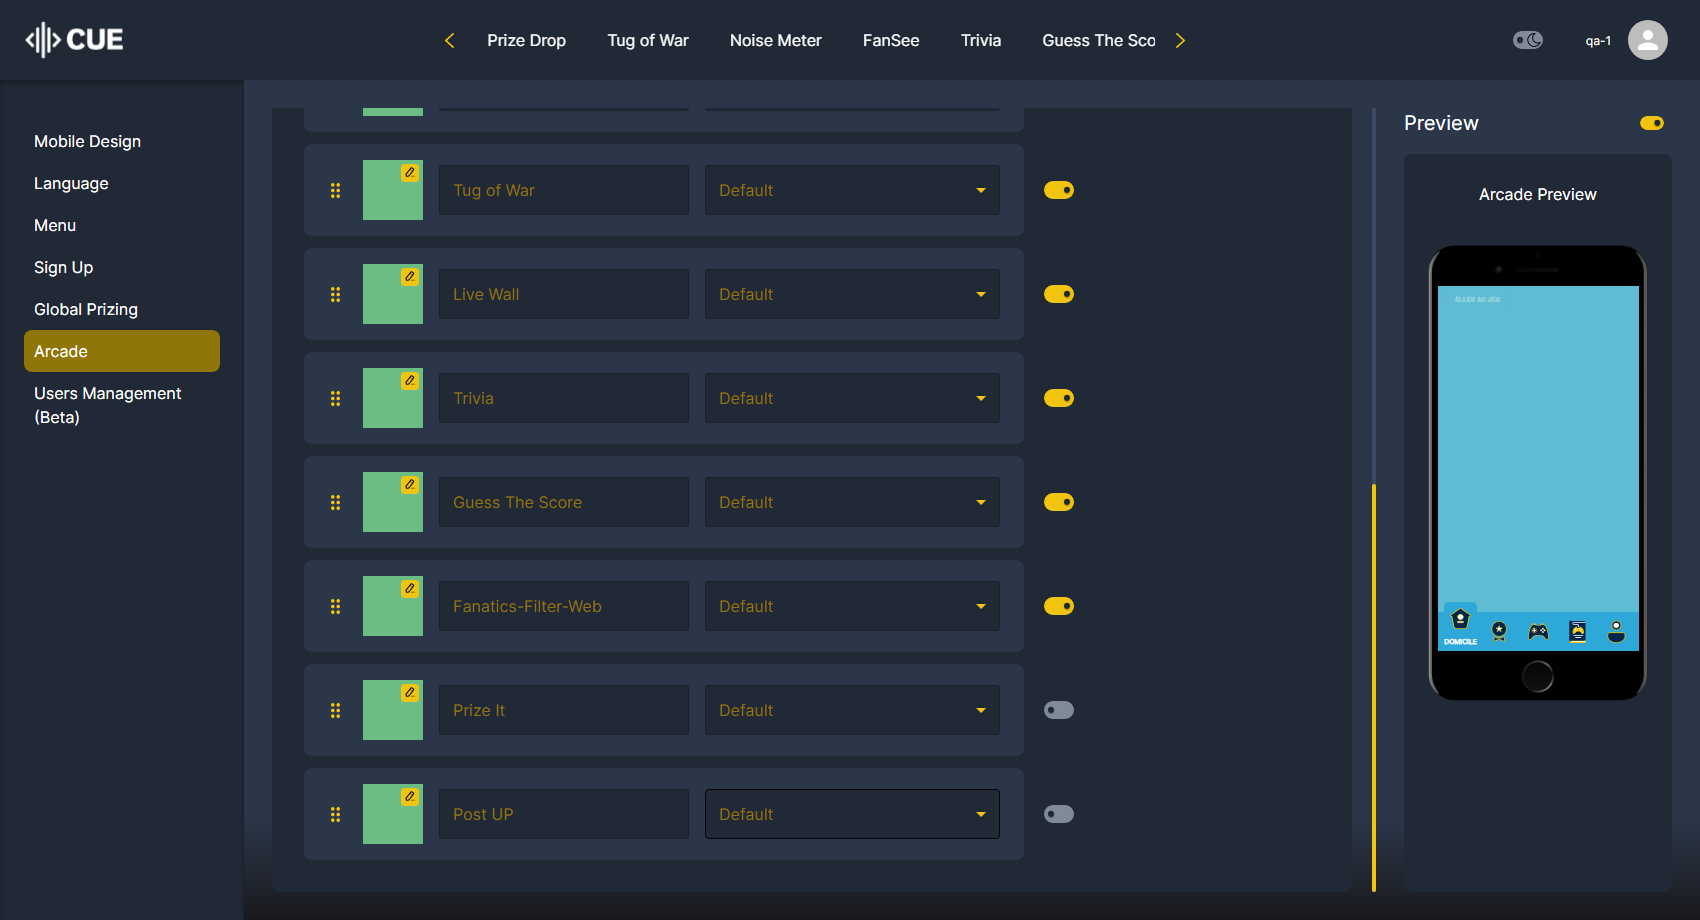 CUE
Prize Drop
Tug of War
Noise Meter
FanSee
Trivia
Guess The Sco
qa-1
Mobile Design
Language
Menu
Sign Up
Global Prizing
Arcade
Users Management
(Beta)
Tug of War
Default
Live Wall
Default
Trivia
Default
Guess The Score
Default
Fanatics-Filter-Web
Default
Prize It
Default
Post UP
Default
Preview
Arcade Preview
DOMICILE